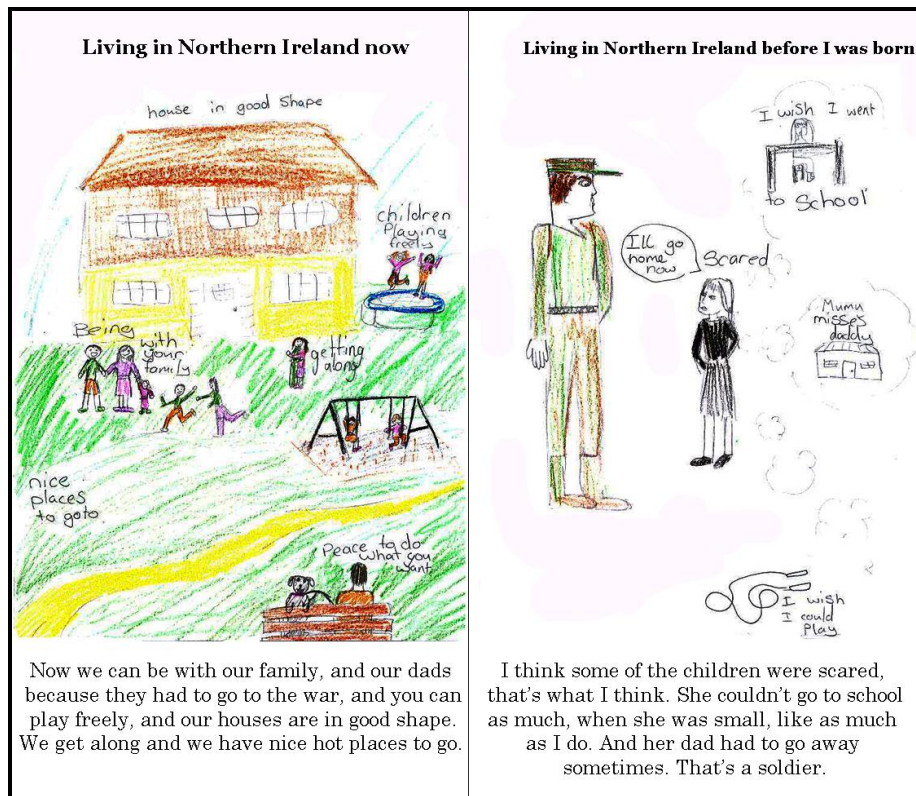 Living in Northern Ireland now
house in good Shape
children
Playing
freely
Being
with
your
family
getting
along
nice
places
to goto
Peace to do
what you
want
Now we can be with our family, and our dads
because they had to go to the war, and you can
play freely, and our houses are in good shape.
We get along and we have nice hot places to go.
Living in Northern Ireland before I was born
I wish I went
to School
I'll go
home
now
Scared
Mumu
misses
daddy
I wish
I could
Play
I think some of the children were scared,
that's what I think. She couldn't go to school
as much, when she was small, like as much
as I do. And her dad had to go away
sometimes. That's a soldier.